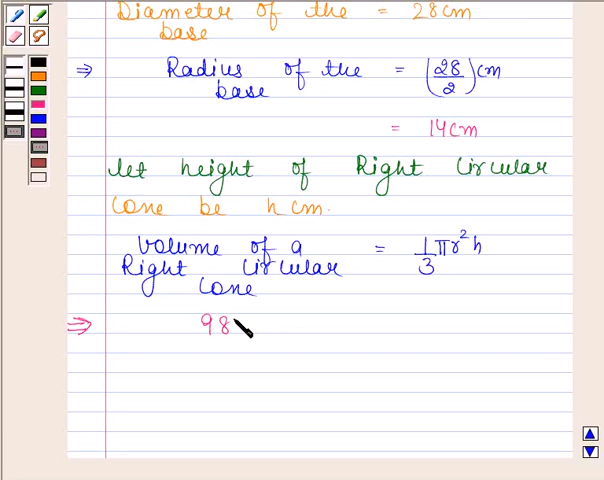 Diameter of the = 28cm
base
⇒ Radius of the = (28/2) cm
base
= 14cm
let height of Right Circular
Cone be h cm.
Volume of a = 1/3 πr²h
Right Circular
Cone
⇒ 98